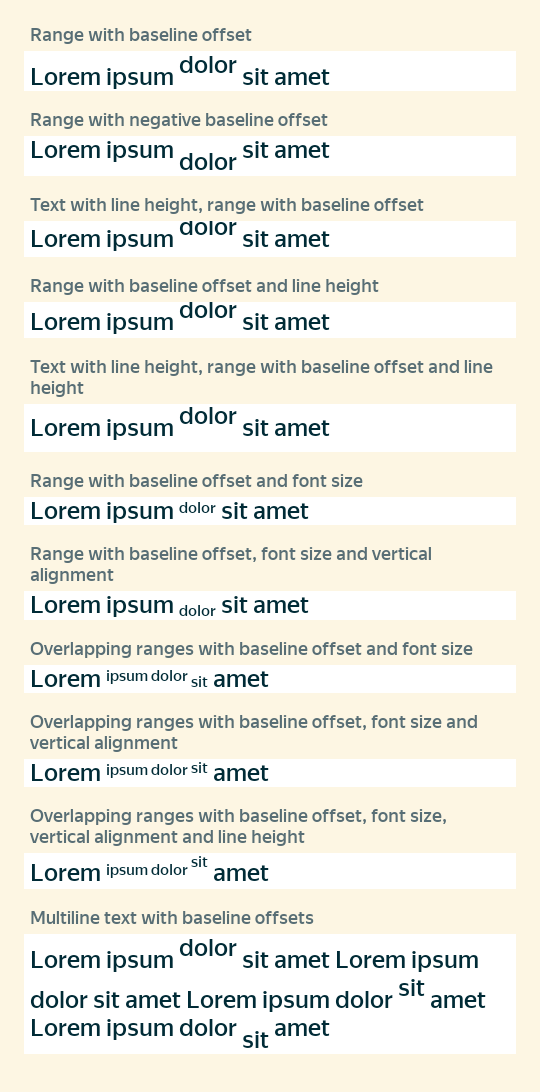 Range with baseline offset
Lorem ipsum dolor sit amet
Range with negative baseline offset
Lorem ipsum dolor sit amet
Text with line height, range with baseline offset
Lorem ipsum dolor sit amet
Range with baseline offset and line height
Lorem ipsum dolor sit amet
Text with line height, range with baseline offset and line
height
Lorem ipsum dolor sit amet
Range with baseline offset and font size
Lorem ipsum dolor sit amet
Range with baseline offset, font size and vertical
alignment
Lorem ipsum dolor sit amet
Overlapping ranges with baseline offset and font size
Lorem ipsum dolor sit amet
Overlapping ranges with baseline offset, font size and
vertical alignment
Lorem ipsum dolor sit amet
Overlapping ranges with baseline offset, font size,
vertical alignment and line height
Lorem ipsum dolor sit amet
Multiline text with baseline offsets
Lorem ipsum dolor sit amet Lorem ipsum
dolor sit amet Lorem ipsum dolor sit amet
Lorem ipsum dolor sit amet